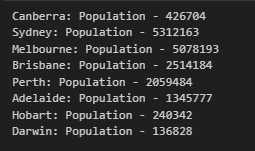 Canberra: Population - 426704
Sydney: Population - 5312163
Melbourne: Population - 5078193
Brisbane: Population - 2514184
Perth: Population - 2059484
Adelaide: Population - 1345777
Hobart: Population - 240342
Darwin: Population - 136828